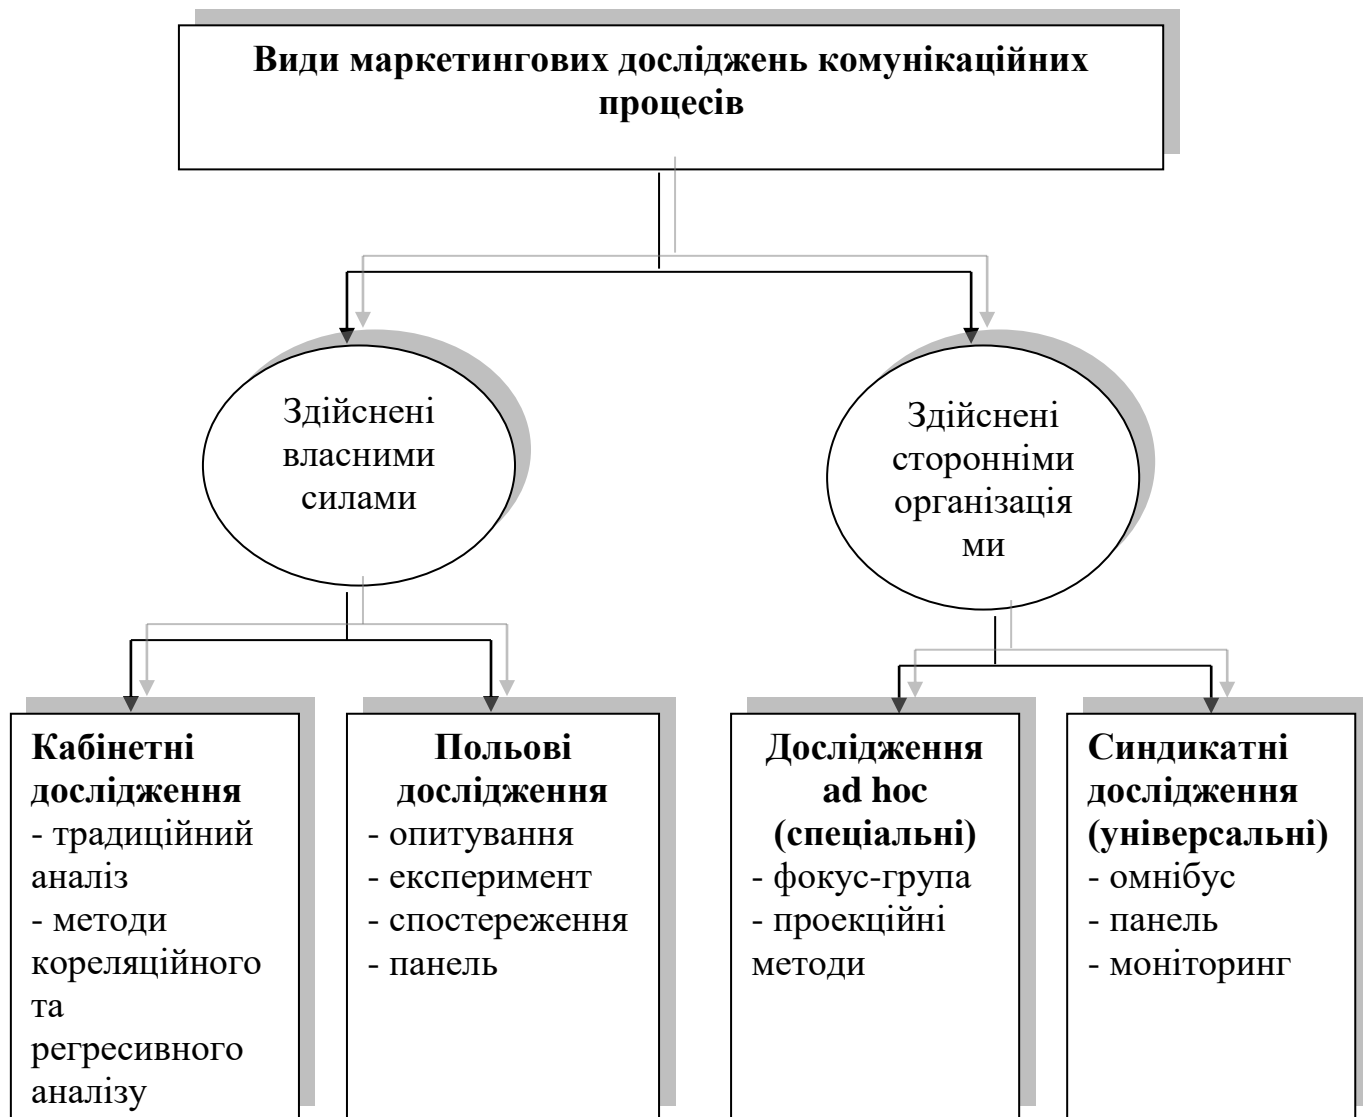 Види маркетингових досліджень комунікаційних
процесів
Здійснені
власними
силами
Здійснені
сторонніми
організація
ми
Кабінетні
дослідження
- традиційний
аналіз
- методи
кореляційного
та
регресивного
аналізу
Польові
дослідження
- опитування
- експеримент
- спостереження
- панель
Дослідження
ad hoc
(спеціальні)
- фокус-група
- проекційні
методи
Синдикатні
дослідження
(універсальні)
- омнібус
- панель
- моніторинг